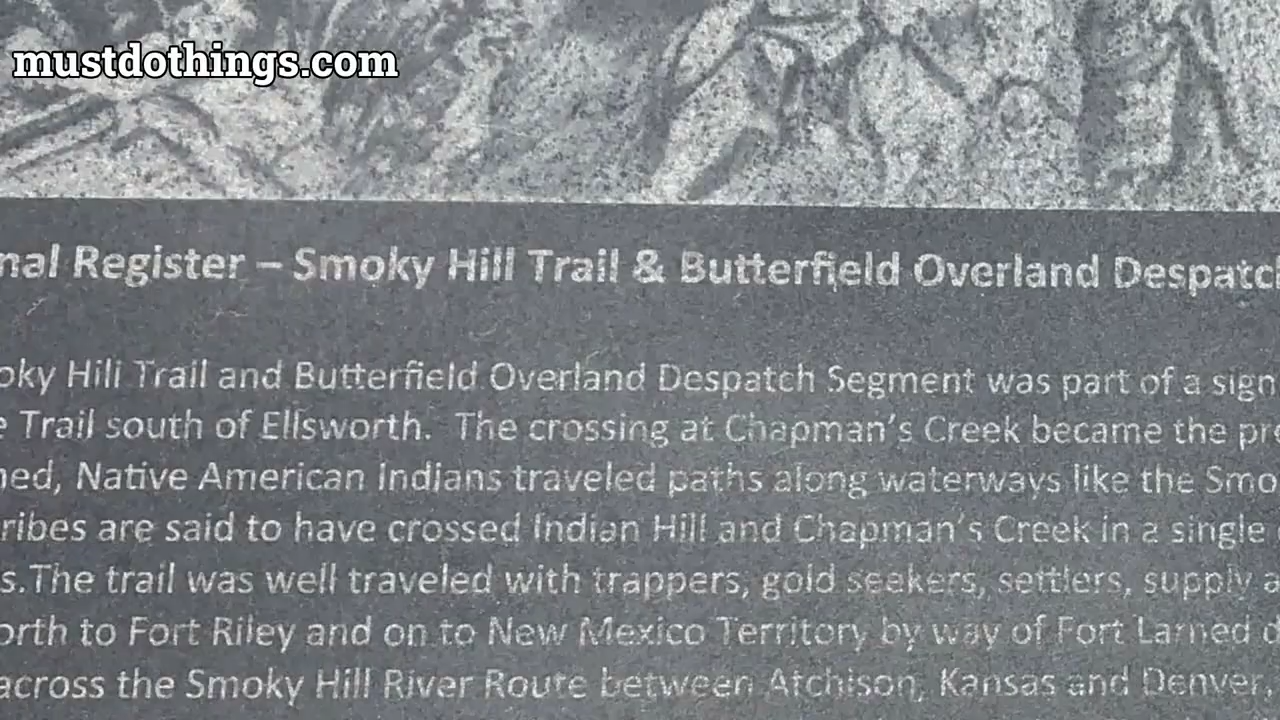 mustdothings.com
nal Register – Smoky Hill Trail & Butterfield Overland Despatch
oky Hill Trail and Butterfield Overland Despatch Segment was part of a sign
e Trail south of Ellsworth. The crossing at Chapman's Creek became the pre
ned, Native American Indians traveled paths along waterways like the Smo
ribes are said to have crossed Indian Hill and Chapman's Creek in a single
s.The trail was well traveled with trappers, gold seekers, settlers, supply a
orth to Fort Riley and on to New Mexico Territory by way of Fort Larned
across the Smoky Hill River Route between Atchison, Kansas and Denver,